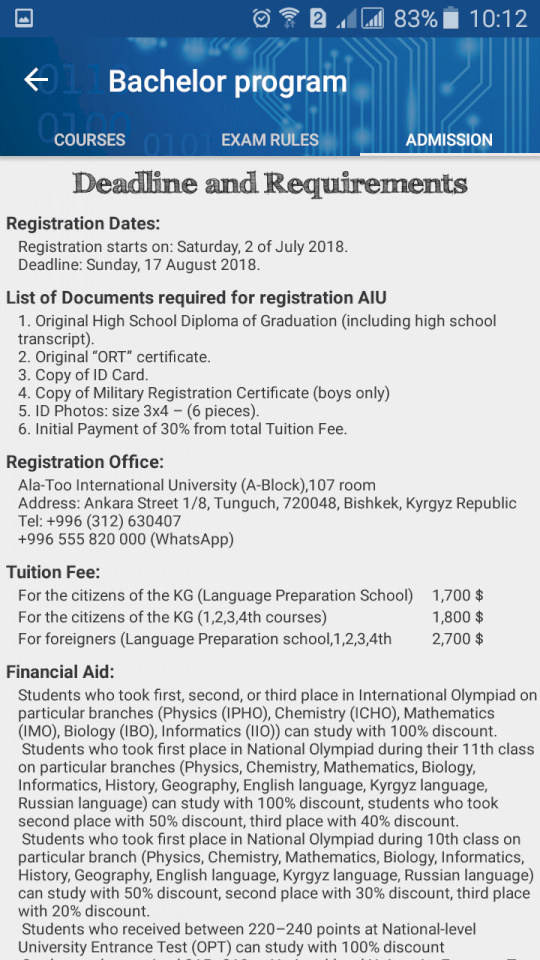 2 83% 10:12
Bachelor program
COURSES EXAM RULES ADMISSION
Deadline and Requirements
Registration Dates:
Registration starts on: Saturday, 2 of July 2018.
Deadline: Sunday, 17 August 2018.
List of Documents required for registration AIU
1. Original High School Diploma of Graduation (including high school
transcript).
2. Original “ORT” certificate.
3. Copy of ID Card.
4. Copy of Military Registration Certificate (boys only)
5. ID Photos: size 3x4 – (6 pieces).
6. Initial Payment of 30% from total Tuition Fee.
Registration Office:
Ala-Too International University (A-Block),107 room
Address: Ankara Street 1/8, Tunguch, 720048, Bishkek, Kyrgyz Republic
Tel: +996 (312) 630407
+996 555 820 000 (WhatsApp)
Tuition Fee:
For the citizens of the KG (Language Preparation School) 1,700 $
For the citizens of the KG (1,2,3,4th courses) 1,800 $
For foreigners (Language Preparation school,1,2,3,4th 2,700 $
Financial Aid:
Students who took first, second, or third place in International Olympiad on
particular branches (Physics (IPHO), Chemistry (ICHO), Mathematics
(IMO), Biology (IBO), Informatics (IIO)) can study with 100% discount.
Students who took first place in National Olympiad during their 11th class
on particular branches (Physics, Chemistry, Mathematics, Biology,
Informatics, History, Geography, English language, Kyrgyz language,
Russian language) can study with 100% discount, students who took
second place with 50% discount, third place with 40% discount.
Students who took first place in National Olympiad during 10th class on
particular branch (Physics, Chemistry, Mathematics, Biology, Informatics,
History, Geography, English language, Kyrgyz language, Russian language)
can study with 50% discount, second place with 30% discount, third place
with 20% discount.
Students who received between 220–240 points at National-level
University Entrance Test (OPT) can study with 100% discount